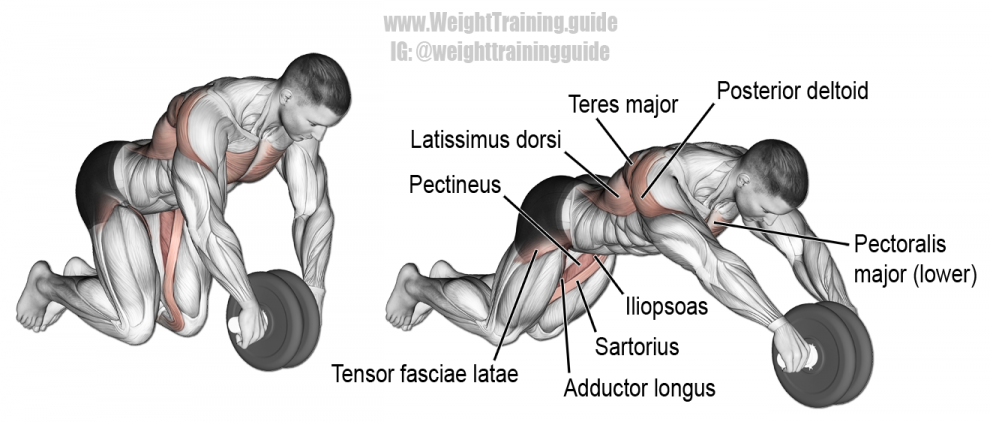 www.WeightTraining.guide
IG: @weighttrainingguide
Teres major
Posterior deltoid
Latissimus dorsi
Pectineus
Pectoralis
major (lower)
Iliopsoas
Sartorius
Tensor fasciae latae
Adductor longus